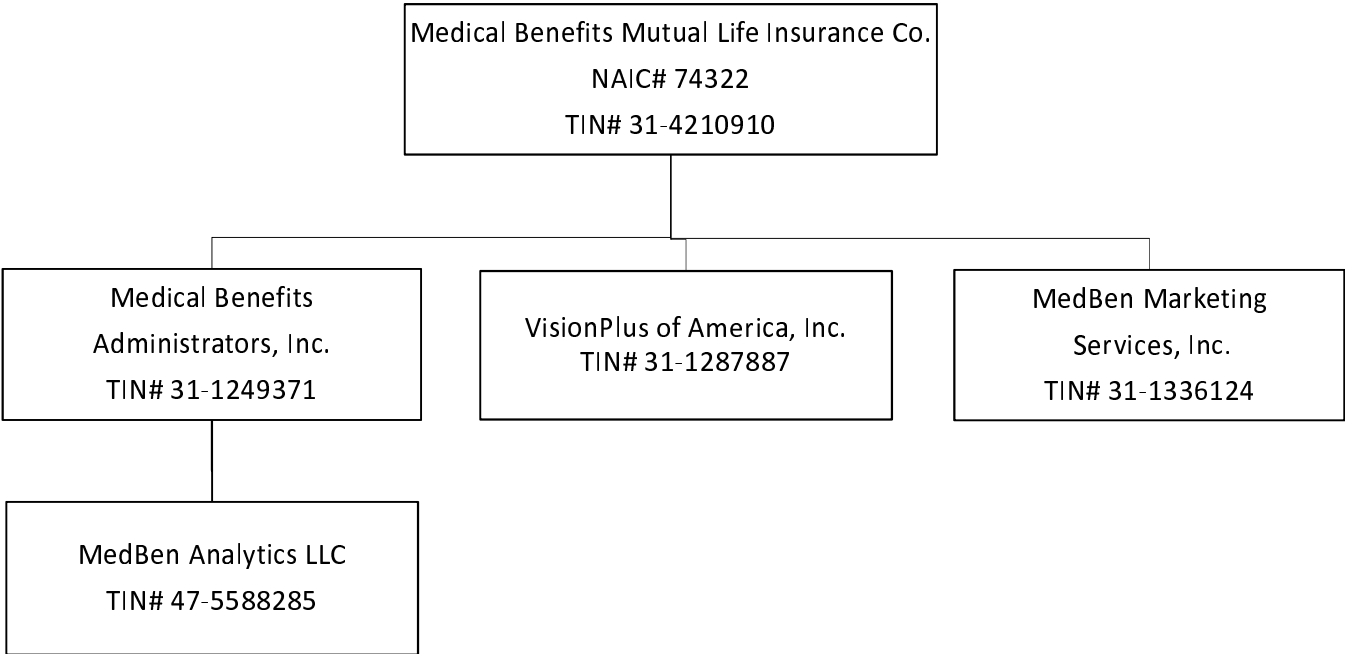 Medical Benefits Mutual Life Insurance Co.
NAIC# 74322
TIN# 31-4210910
Medical Benefits
Administrators, Inc.
TIN# 31-1249371
VisionPlus of America, Inc.
TIN# 31-1287887
MedBen Marketing
Services, Inc.
TIN# 31-1336124
MedBen Analytics LLC
TIN# 47-5588285